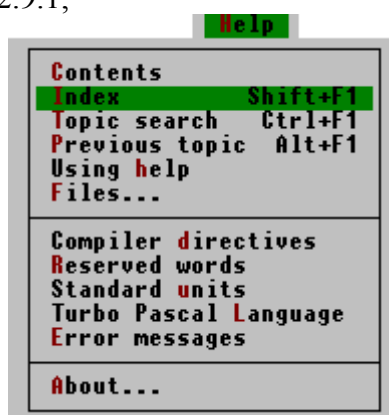 2.9.1,
Help
Contents
Index Shift+F1
Topic search Ctrl+F1
Previous topic Alt+F1
Using help
Files...
Compiler directives
Reserved words
Standard units
Turbo Pascal Language
Error messages
About...